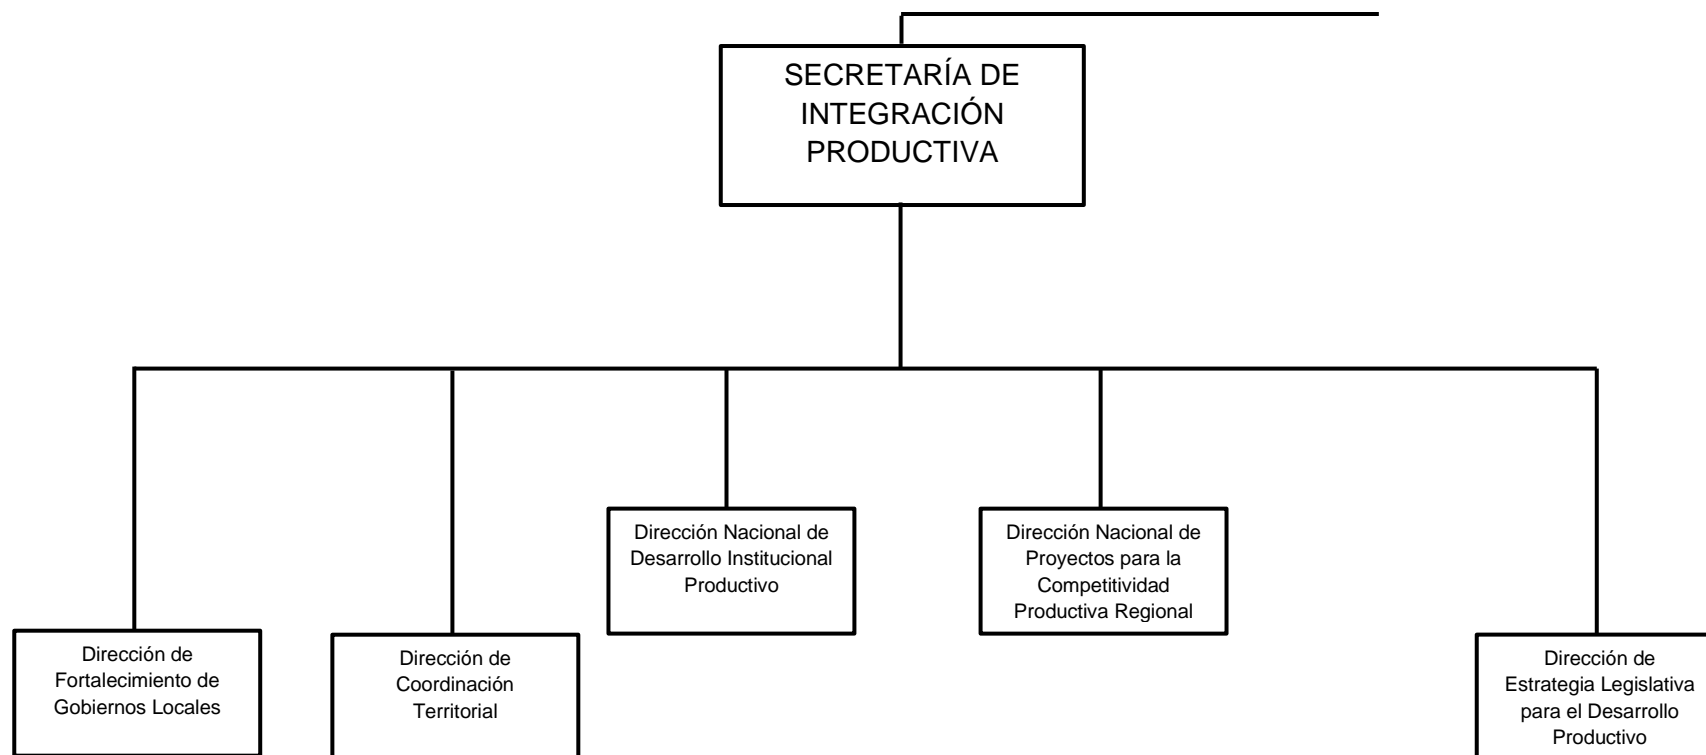 SECRETARÍA DE
INTEGRACIÓN
PRODUCTIVA
Dirección Nacional de
Desarrollo Institucional
Productivo
Dirección Nacional de
Proyectos para la
Competitividad
Productiva Regional
Dirección de
Fortalecimiento de
Gobiernos Locales
Dirección de
Coordinación
Territorial
Dirección de
Estrategia Legislativa
para el Desarrollo
Productivo